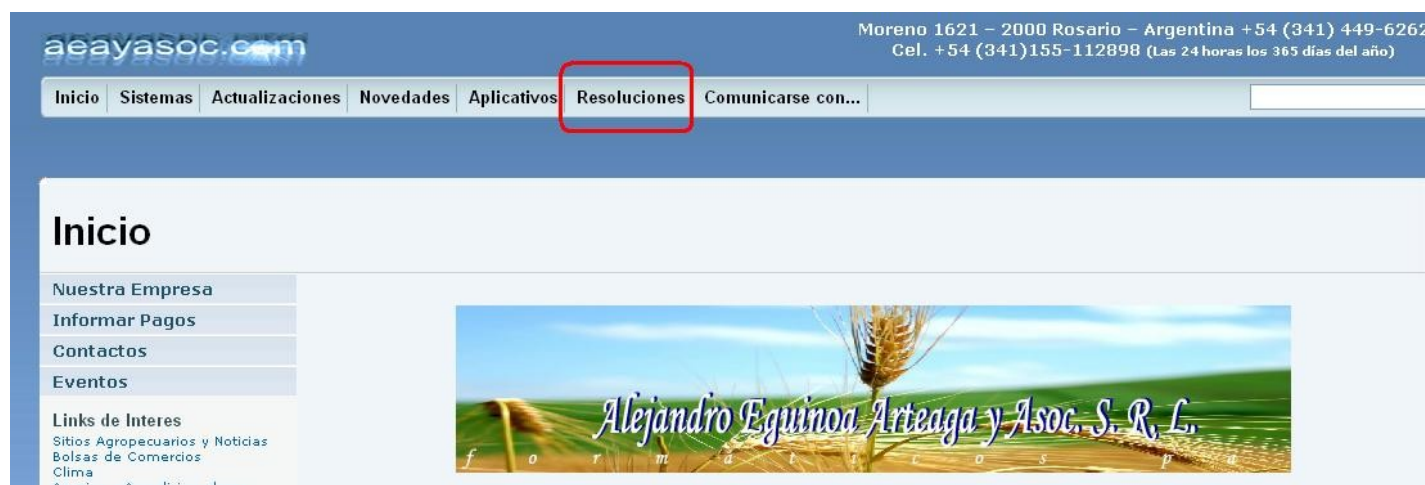 aeayasoc.com
Moreno 1621 – 2000 Rosario – Argentina +54 (341) 449-6262
Cel. +54 (341)155-112898 (Las 24 horas los 365 días del año)
Inicio Sistemas Actualizaciones Novedades Aplicativos Resoluciones Comunicarse con...
Inicio
Nuestra Empresa
Informar Pagos
Contactos
Eventos
Links de Interes
Sitios Agropecuarios y Noticias
Bolsas de Comercios
Clima
Alejandro Eguinoa Arteaga y Asoc. S. R. L.
f o r m á t i c o s p a